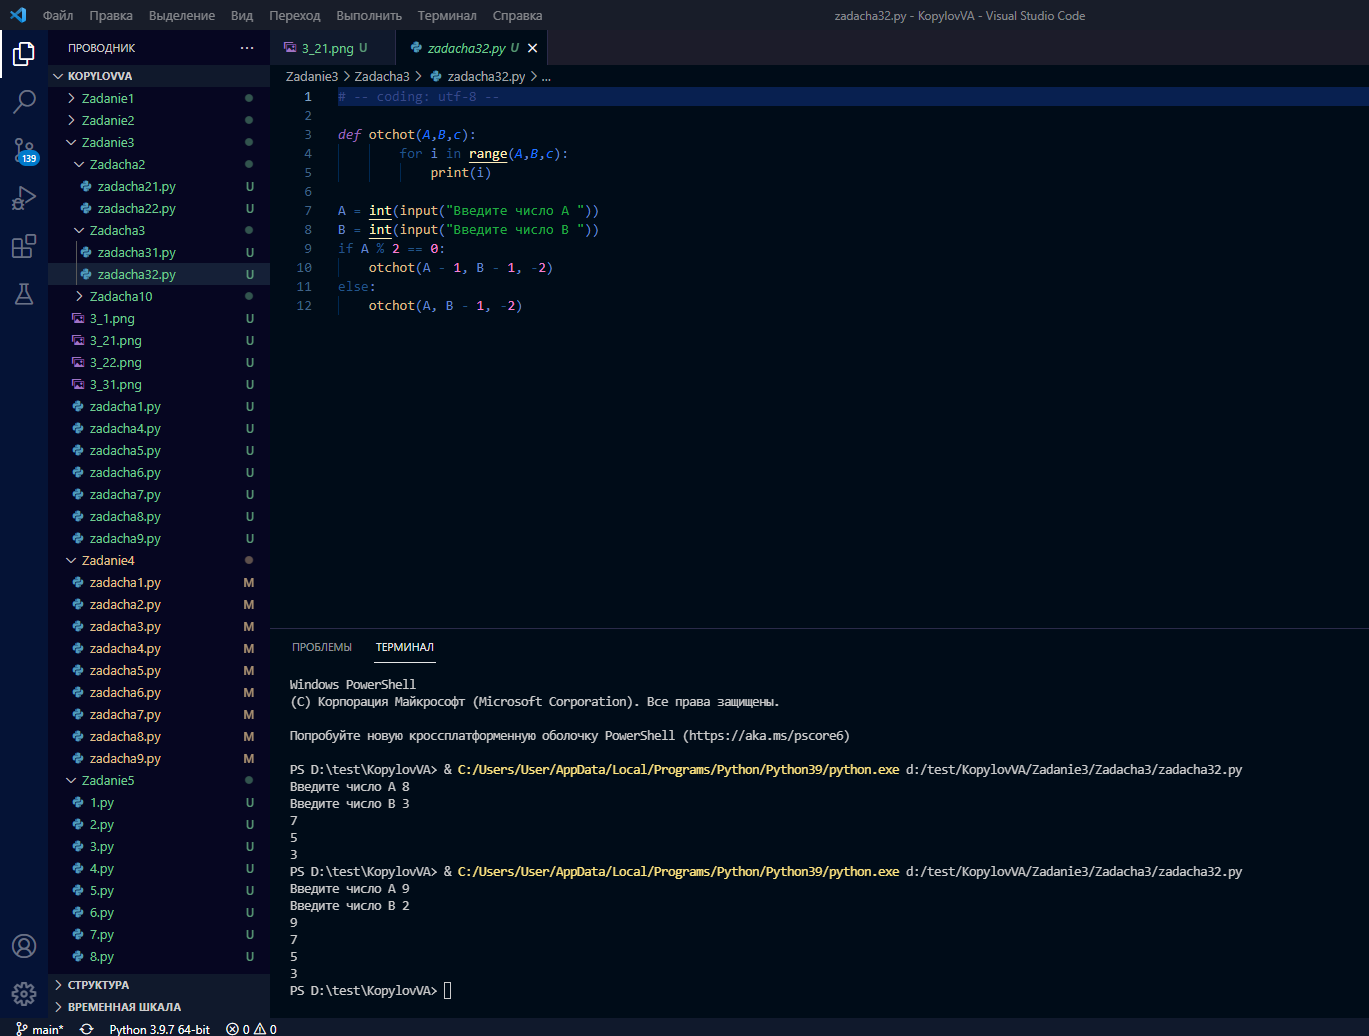 Файл Правка Выделение Вид Переход Выполнить Терминал Справка zadacha32.py - KopylovVA - Visual Studio Code
ПРОВОДНИК ...
KOPYLOVVA
Zadanie1
Zadanie2
Zadanie3
Zadacha2
zadacha21.py U
zadacha22.py U
Zadacha3
zadacha31.py U
zadacha32.py U
Zadacha10
3_1.png U
3_21.png U
3_22.png U
3_31.png U
zadacha1.py U
zadacha4.py U
zadacha5.py U
zadacha6.py U
zadacha7.py U
zadacha8.py U
zadacha9.py U
Zadanie4
zadacha1.py M
zadacha2.py M
zadacha3.py M
zadacha4.py M
zadacha5.py M
zadacha6.py M
zadacha7.py M
zadacha8.py M
zadacha9.py M
Zadanie5
1.py U
2.py U
3.py U
4.py U
5.py U
6.py U
7.py U
8.py U
СТРУКТУРА
ВРЕМЕННАЯ ШКАЛА
139
3_21.png U zadacha32.py U
Zadanie3 > Zadacha3 > zadacha32.py > ...
1 # -- coding: utf-8 --
2
3 def otchot(A,B,c):
4 for i in range(A,B,c):
5 print(i)
6
7 A = int(input("Введите число A "))
8 B = int(input("Введите число B "))
9 if A % 2 == 0:
10 otchot(A - 1, B - 1, -2)
11 else:
12 otchot(A, B - 1, -2)
ПРОБЛЕМЫ ТЕРМИНАЛ
Windows PowerShell
(C) Корпорация Майкрософт (Microsoft Corporation). Все права защищены.
Попробуйте новую кроссплатформенную оболочку PowerShell (https://aka.ms/pscore6)
PS D:\test\KopylovVA> & C:/Users/User/AppData/Local/Programs/Python/Python39/python.exe d:/test/KopylovVA/Zadanie3/Zadacha3/zadacha32.py
Введите число A 8
Введите число B 3
7
5
3
PS D:\test\KopylovVA> & C:/Users/User/AppData/Local/Programs/Python/Python39/python.exe d:/test/KopylovVA/Zadanie3/Zadacha3/zadacha32.py
Введите число A 9
Введите число B 2
9
7
5
3
PS D:\test\KopylovVA>
main* Python 3.9.7 64-bit 0 0